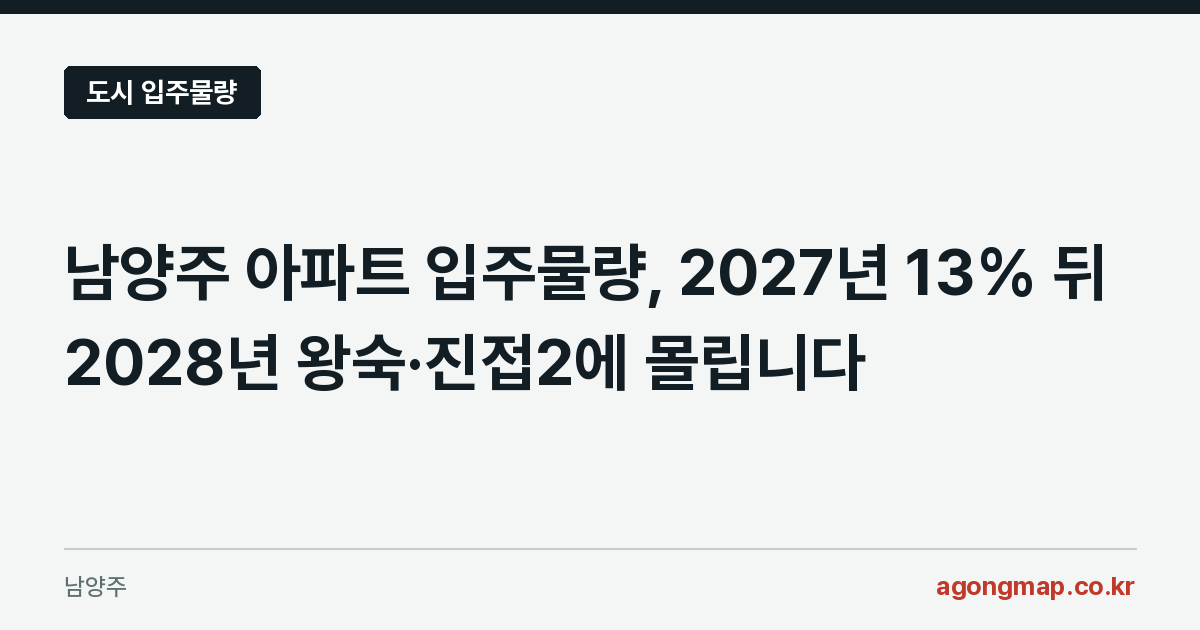 도시 입주물량
남양주 아파트 입주물량, 2027년 13% 뒤
2028년 왕숙·진접2에 몰립니다
남양주
agongmap.co.kr